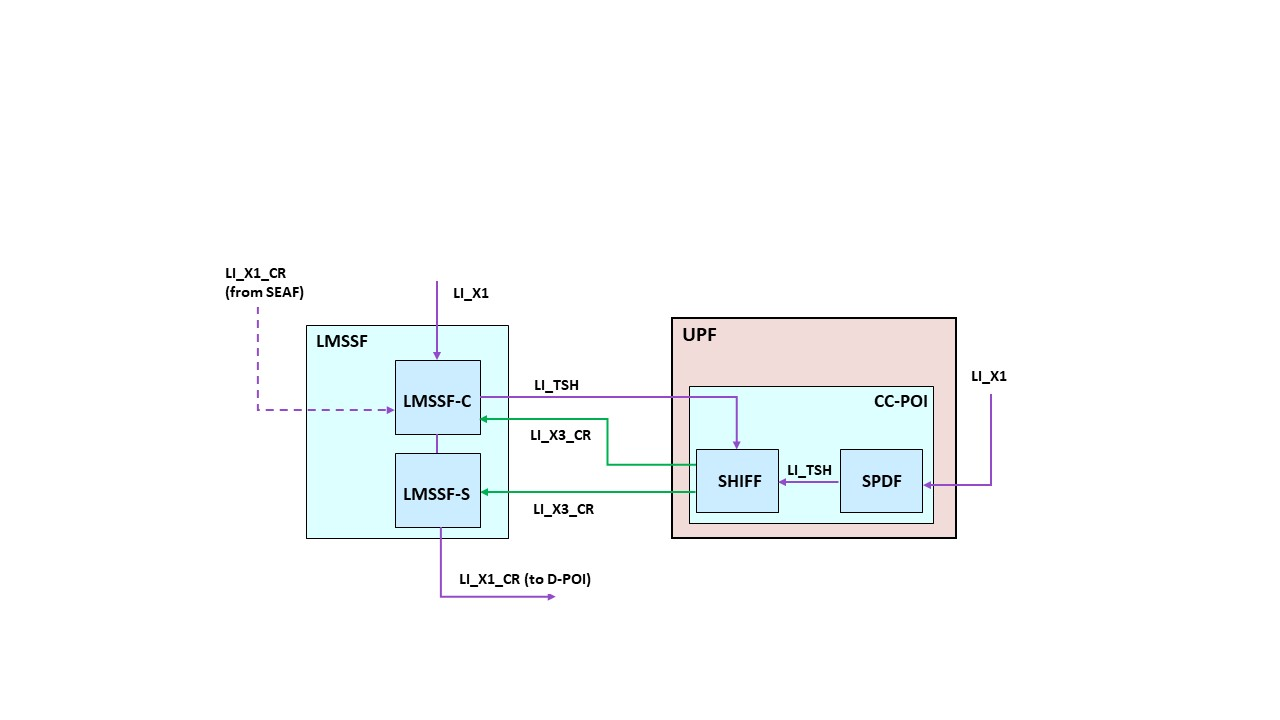 LI_X1_CR
(from SEAF)
LI_X1
LMSSF
UPF
LI_X1
LI_TSH
LMSSF-C
CC-POI
LI_X3_CR
LI_TSH
SHIFF
SPDF
LMSSF-S
LI_X3_CR
LI_X1_CR (to D-POI)